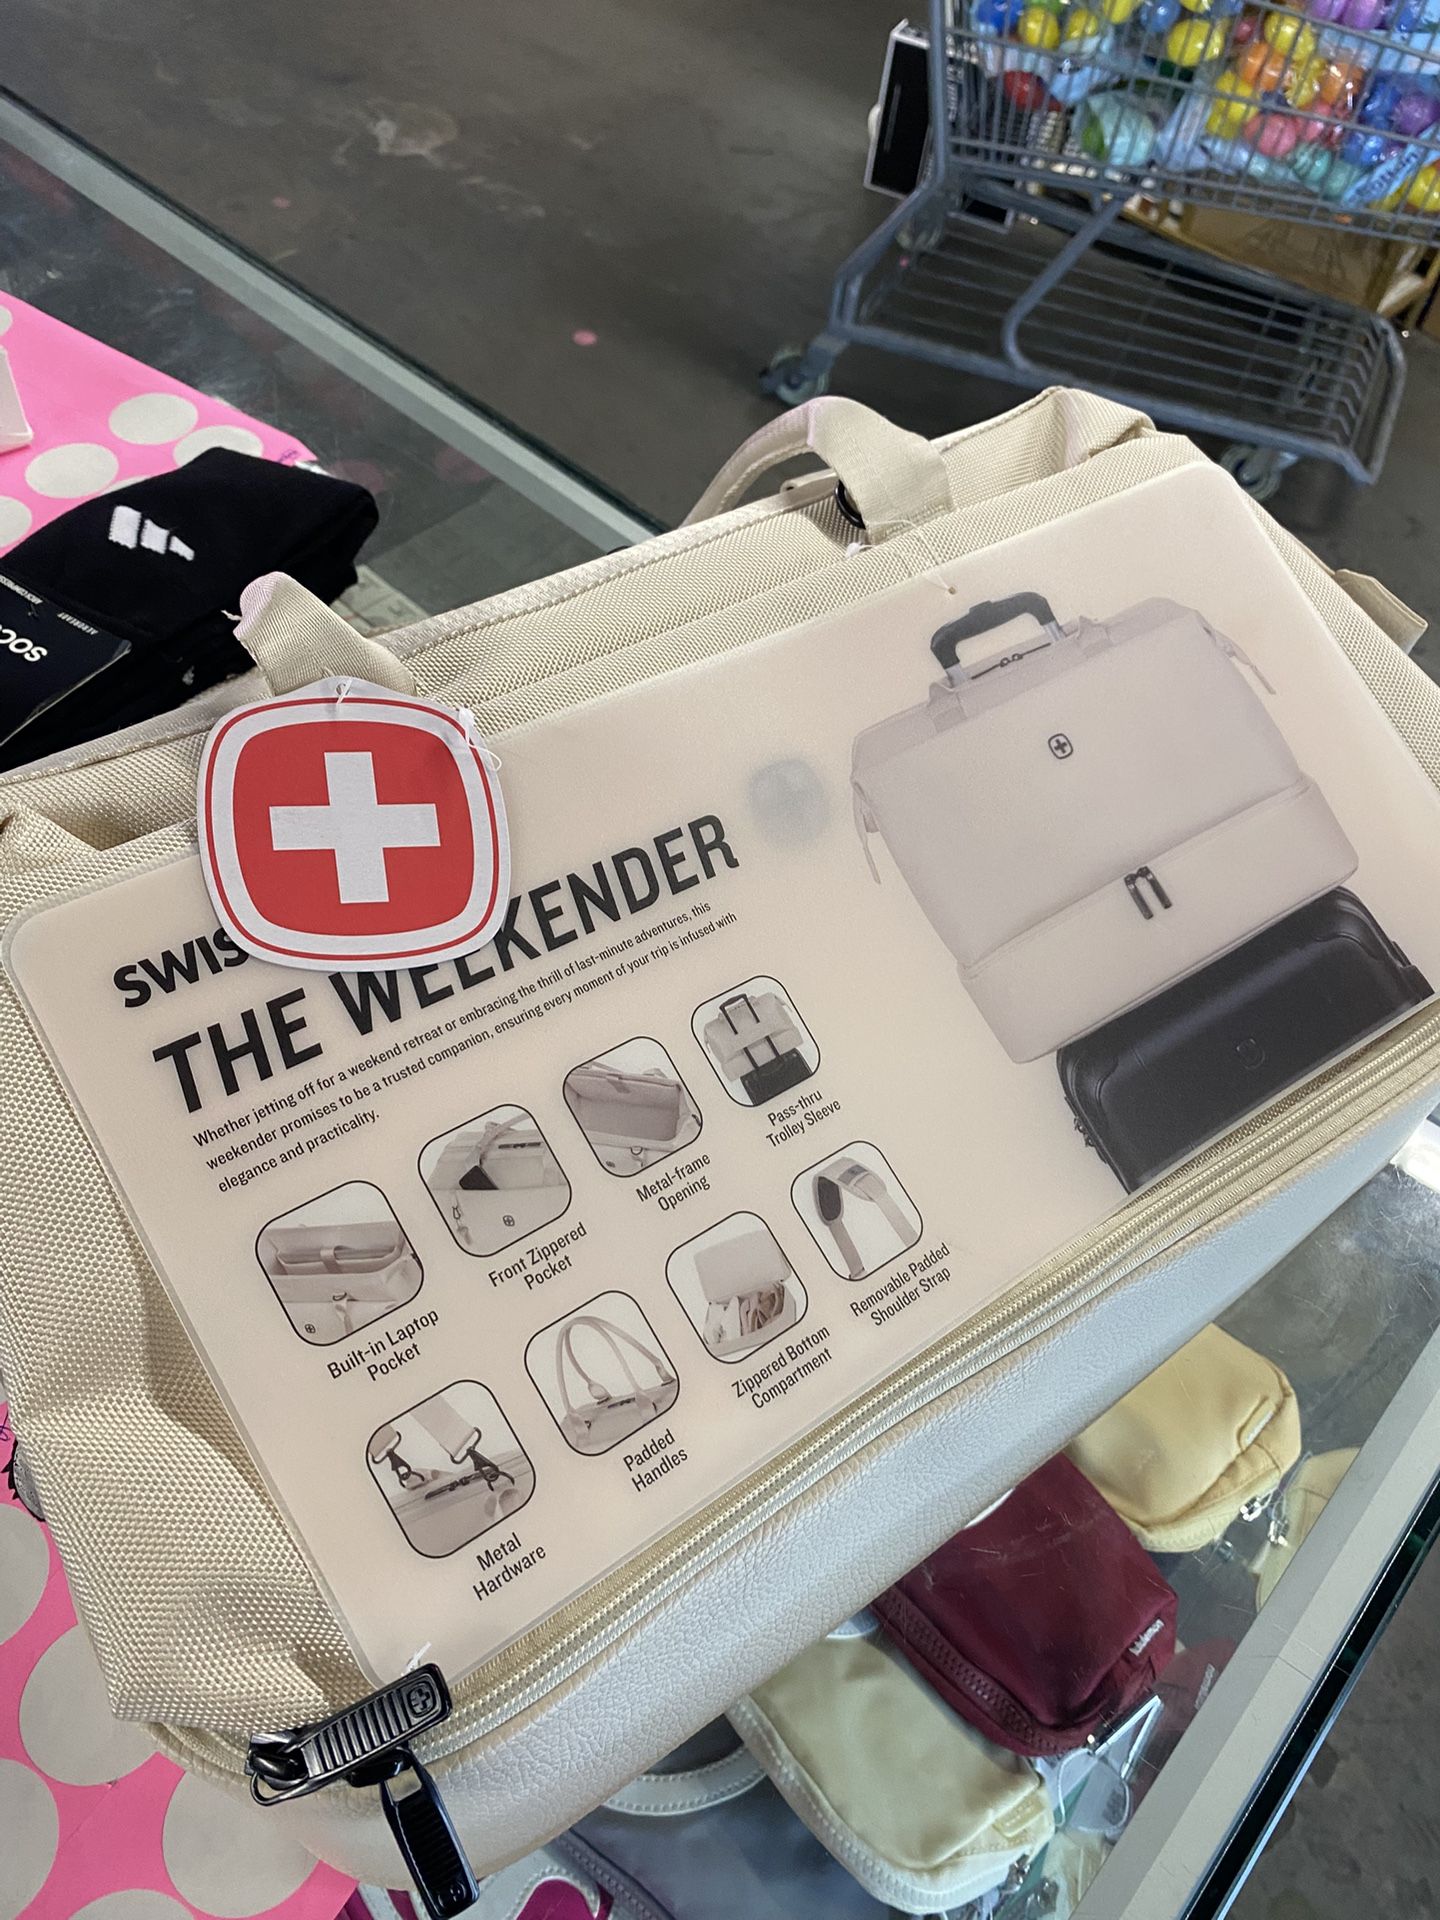 SOC
AEROREADY
SWIS
THE WEEKENDER
Whether jetting off for a weekend retreat or embracing the thrill of last-minute adventures, this
weekender promises to be a trusted companion, ensuring every moment of your trip is infused with
elegance and practicality.
Built-in Laptop
Pocket
Front Zippered
Pocket
Metal-frame
Opening
Pass-thru
Trolley Sleeve
Metal
Hardware
Padded
Handles
Zippered Bottom
Compartment
Removable Padded
Shoulder Strap
lululemon